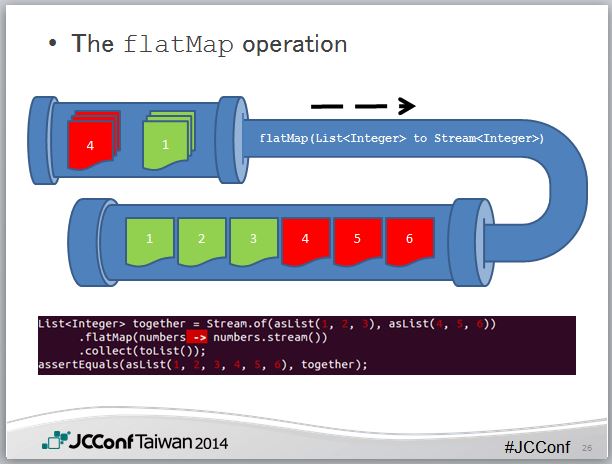 • The flatMap operation
4 1
flatMap(List<Integer> to Stream<Integer>)
1 2 3 4 5 6
List<Integer> together = Stream.of(asList(1, 2, 3), asList(4, 5, 6))
.flatMap(numbers -> numbers.stream())
.collect(toList());
assertEquals(asList(1, 2, 3, 4, 5, 6), together);
JCConf Taiwan 2014
#JCConf 26